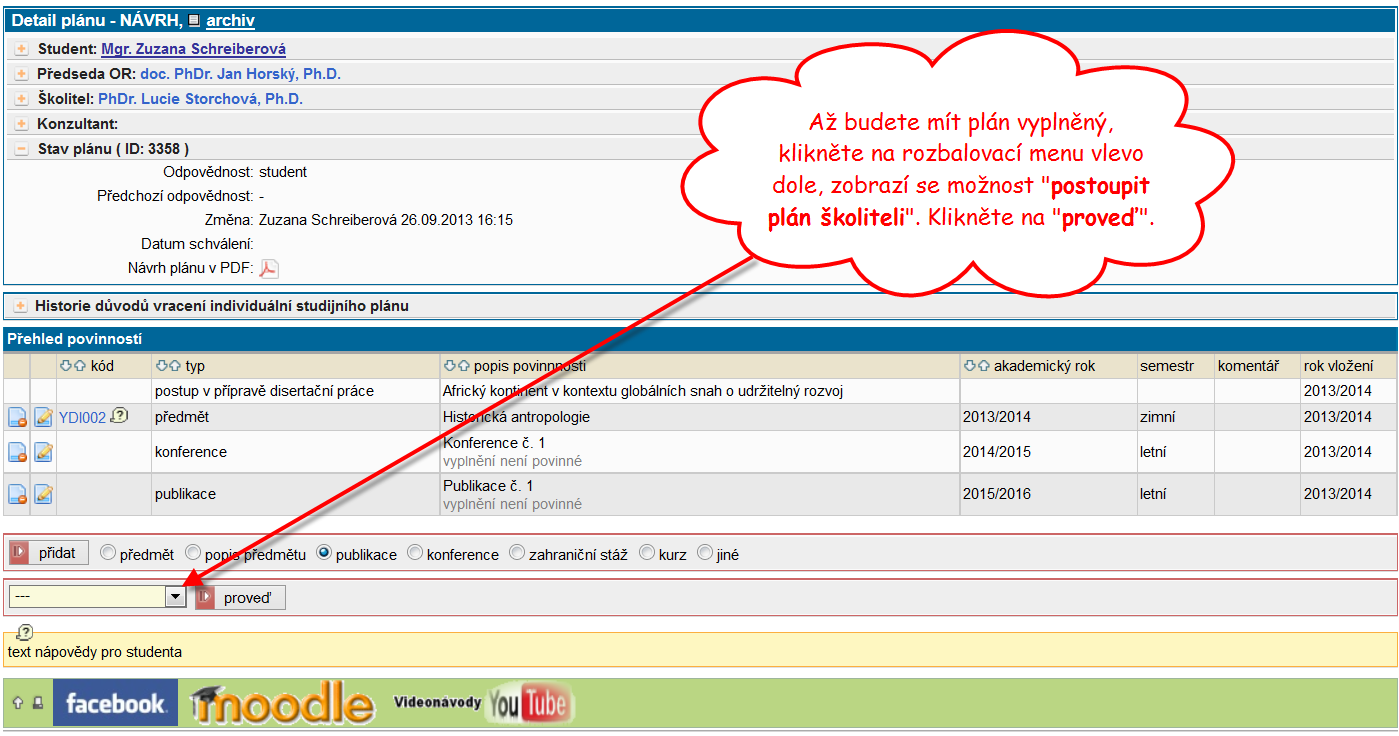 Detail plánu - NÁVRH, archiv
Student: Mgr. Zuzana Schreiberová
Předseda OR: doc. PhDr. Jan Horský, Ph.D.
Školitel: PhDr. Lucie Storchová, Ph.D.
Konzultant:
Stav plánu ( ID: 3358 )
Odpovědnost: student
Předchozí odpovědnost: -
Změna: Zuzana Schreiberová 26.09.2013 16:15
Datum schválení:
Návrh plánu v PDF:
Až budete mít plán vyplněný,
klikněte na rozbalovací menu vlevo
dole, zobrazí se možnost "postoupit
plán školiteli". Klikněte na "proveď".
Historie důvodů vracení individuální studijního plánu
Přehled povinností
kód typ popis povinnností akademický rok semestr komentář rok vložení
postup v přípravě disertační práce Africký kontinent v kontextu globálních snah o udržitelný rozvoj 2013/2014
YDI002 předmět Historická antropologie 2013/2014 zimní 2013/2014
konference Konference č. 1 2014/2015 letní 2013/2014
vyplnění není povinné
publikace Publikace č. 1 2015/2016 letní 2013/2014
vyplnění není povinné
přidat předmět popis předmětu publikace konference zahraniční stáž kurz jiné
--- proveď
text nápovědy pro studenta
facebook moodle Videonávody YouTube